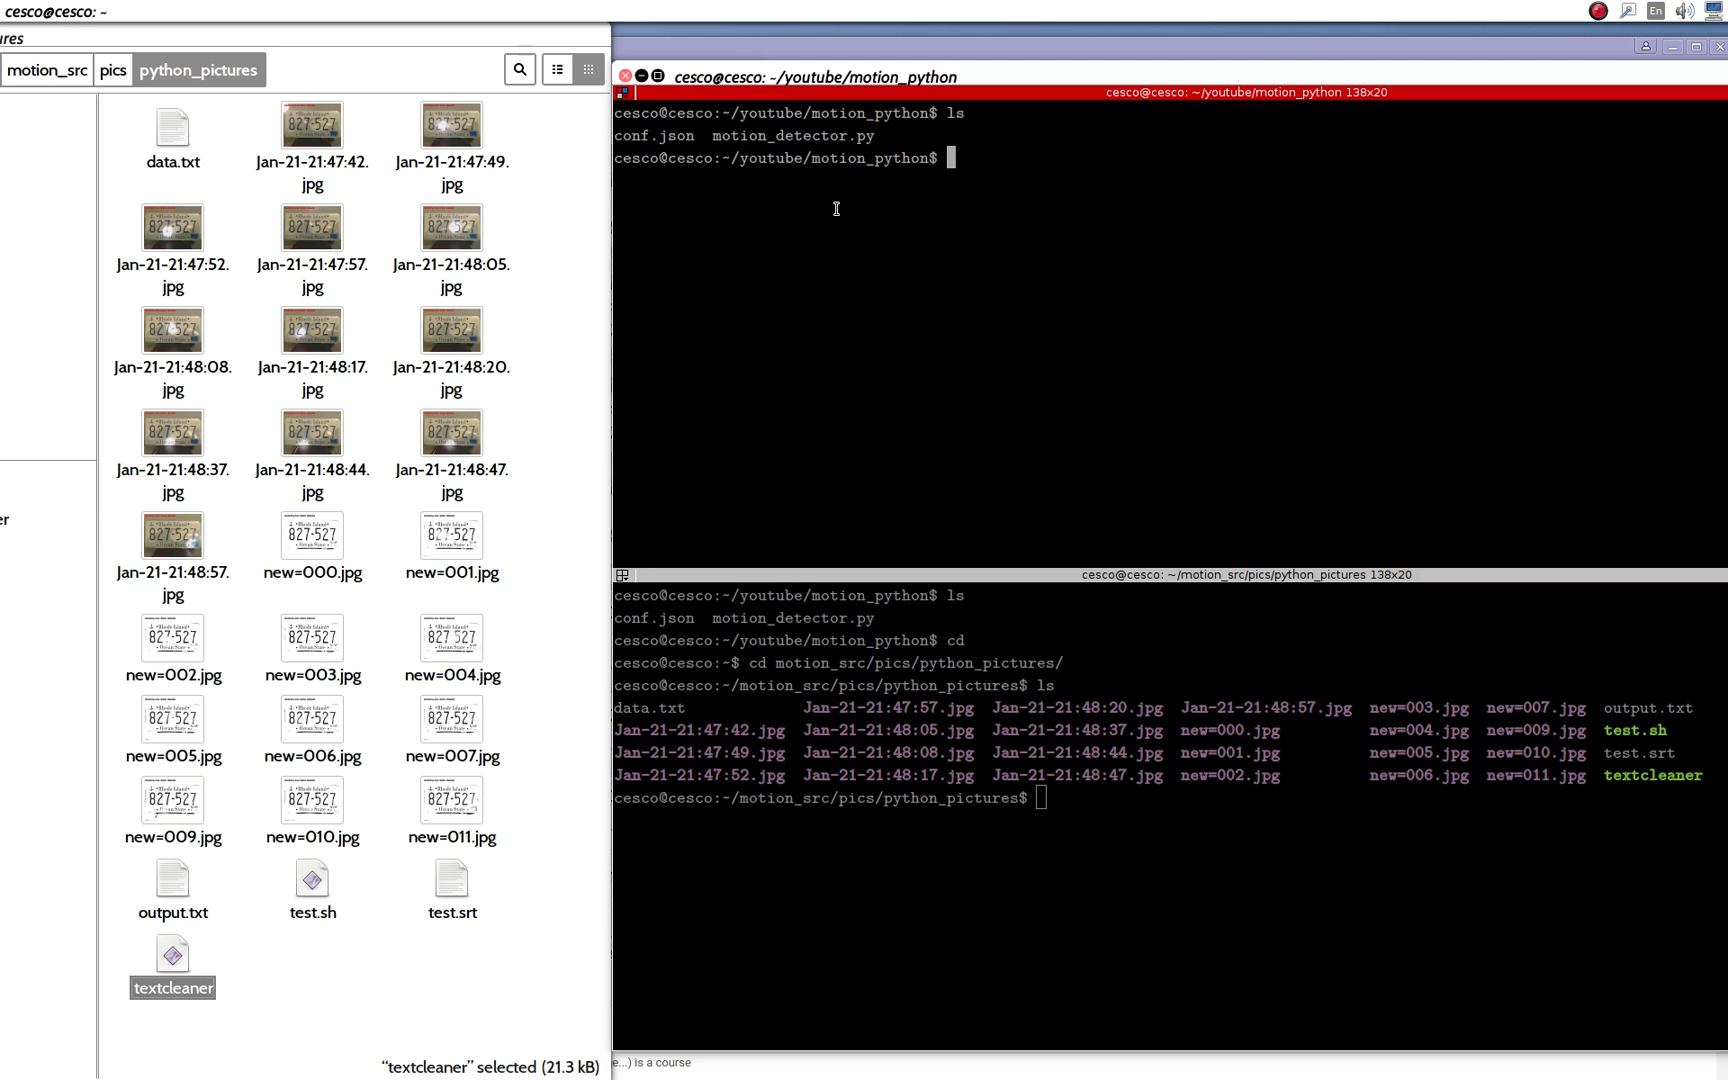 cesco@cesco: ~
En
ures
motion_src pics python_pictures
data.txt
Jan-21-21:47:42.
jpg
Jan-21-21:47:49.
jpg
Jan-21-21:47:52.
jpg
Jan-21-21:47:57.
jpg
Jan-21-21:48:05.
jpg
Jan-21-21:48:08.
jpg
Jan-21-21:48:17.
jpg
Jan-21-21:48:20.
jpg
Jan-21-21:48:37.
jpg
Jan-21-21:48:44.
jpg
Jan-21-21:48:47.
jpg
Jan-21-21:48:57.
jpg
new=000.jpg
new=001.jpg
new=002.jpg
new=003.jpg
new=004.jpg
new=005.jpg
new=006.jpg
new=007.jpg
new=009.jpg
new=010.jpg
new=011.jpg
output.txt
test.sh
test.srt
textcleaner
er
“textcleaner” selected (21.3 kB)
cesco@cesco: ~/youtube/motion_python
cesco@cesco: ~/youtube/motion_python 138x20
cesco@cesco:~/youtube/motion_python$ ls
conf.json motion_detector.py
cesco@cesco:~/youtube/motion_python$
cesco@cesco: ~/motion_src/pics/python_pictures 138x20
cesco@cesco:~/youtube/motion_python$ ls
conf.json motion_detector.py
cesco@cesco:~/youtube/motion_python$ cd
cesco@cesco:~$ cd motion_src/pics/python_pictures/
cesco@cesco:~/motion_src/pics/python_pictures$ ls
data.txt Jan-21-21:47:57.jpg Jan-21-21:48:20.jpg Jan-21-21:48:57.jpg new=003.jpg new=007.jpg output.txt
Jan-21-21:47:42.jpg Jan-21-21:48:05.jpg Jan-21-21:48:37.jpg new=000.jpg new=004.jpg new=009.jpg test.sh
Jan-21-21:47:49.jpg Jan-21-21:48:08.jpg Jan-21-21:48:44.jpg new=001.jpg new=005.jpg new=010.jpg test.srt
Jan-21-21:47:52.jpg Jan-21-21:48:17.jpg Jan-21-21:48:47.jpg new=002.jpg new=006.jpg new=011.jpg textcleaner
cesco@cesco:~/motion_src/pics/python_pictures$
e...) is a course